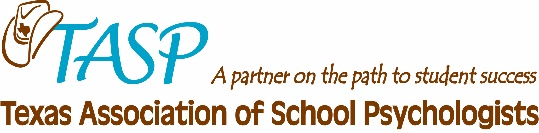 TASP A partner on the path to student success
Texas Association of School Psychologists